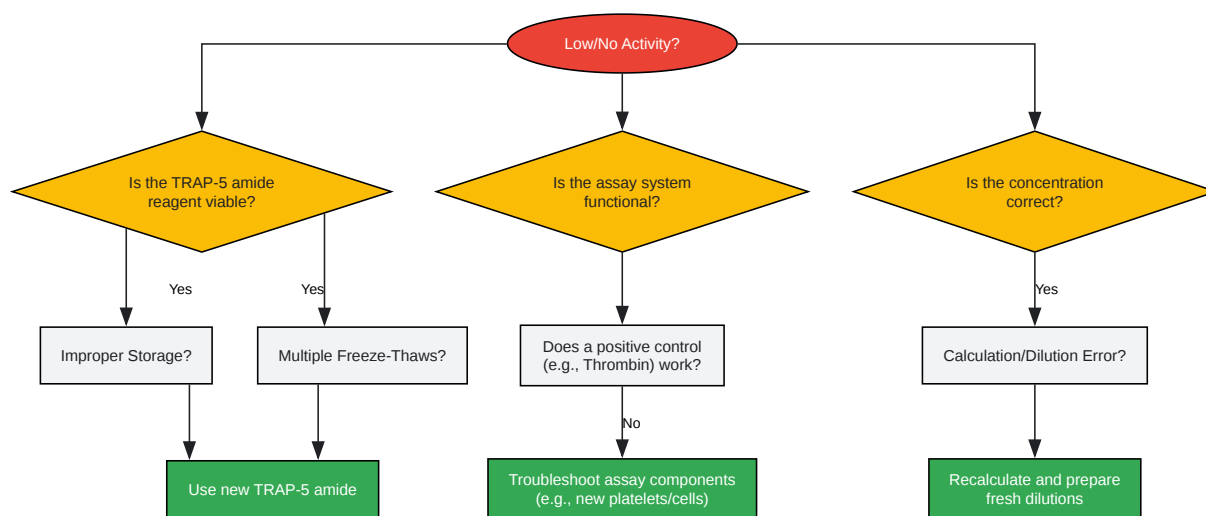 Low/No Activity?
Is the TRAP-5 amide
reagent viable?
Is the assay system
functional?
Is the concentration
correct?
Yes
Yes
Yes
Improper Storage?
Multiple Freeze-Thaws?
Does a positive control
(e.g., Thrombin) work?
Calculation/Dilution Error?
No
Use new TRAP-5 amide
Troubleshoot assay components
(e.g., new platelets/cells)
Recalculate and prepare
fresh dilutions